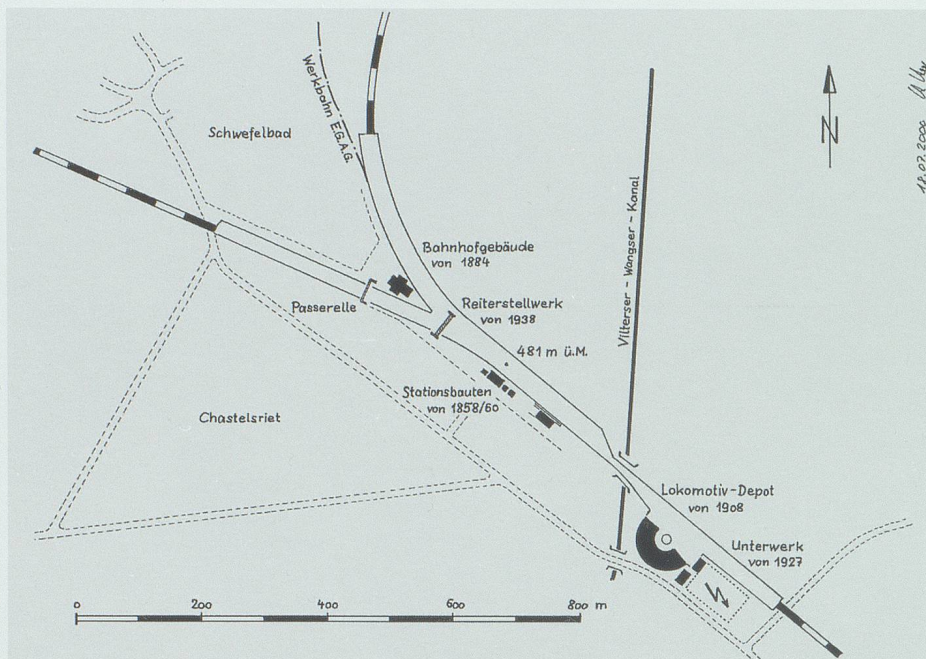 Werkbahn E.G.A.G.
Schwefelbad
N
18.07.2000
Bahnhofgebäude
von 1884
Vilterser-Wangser-Kanal
Passerelle
Reiterstellwerk
von 1938
481 m ü.M.
Stationsbauten
von 1858/60
Chastelsriet
Lokomotiv-Depot
von 1908
Unterwerk
von 1927
0 200 400 600 800 m